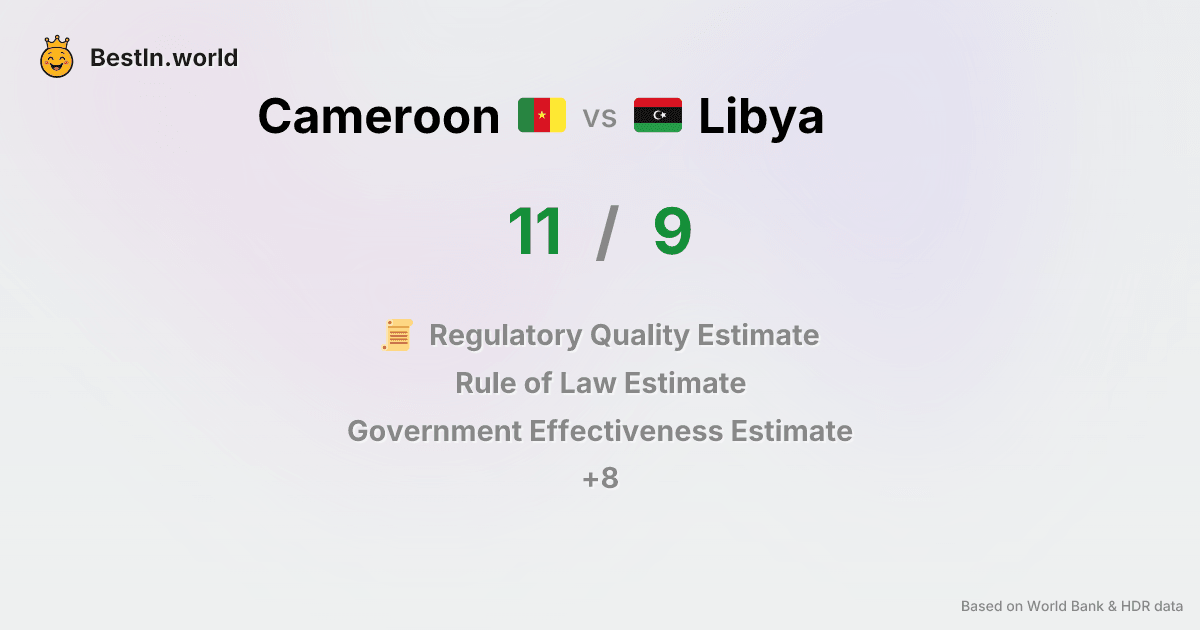 BestIn.world
Cameroon vs Libya
11 / 9
Regulatory Quality Estimate
Rule of Law Estimate
Government Effectiveness Estimate
+8
Based on World Bank & HDR data